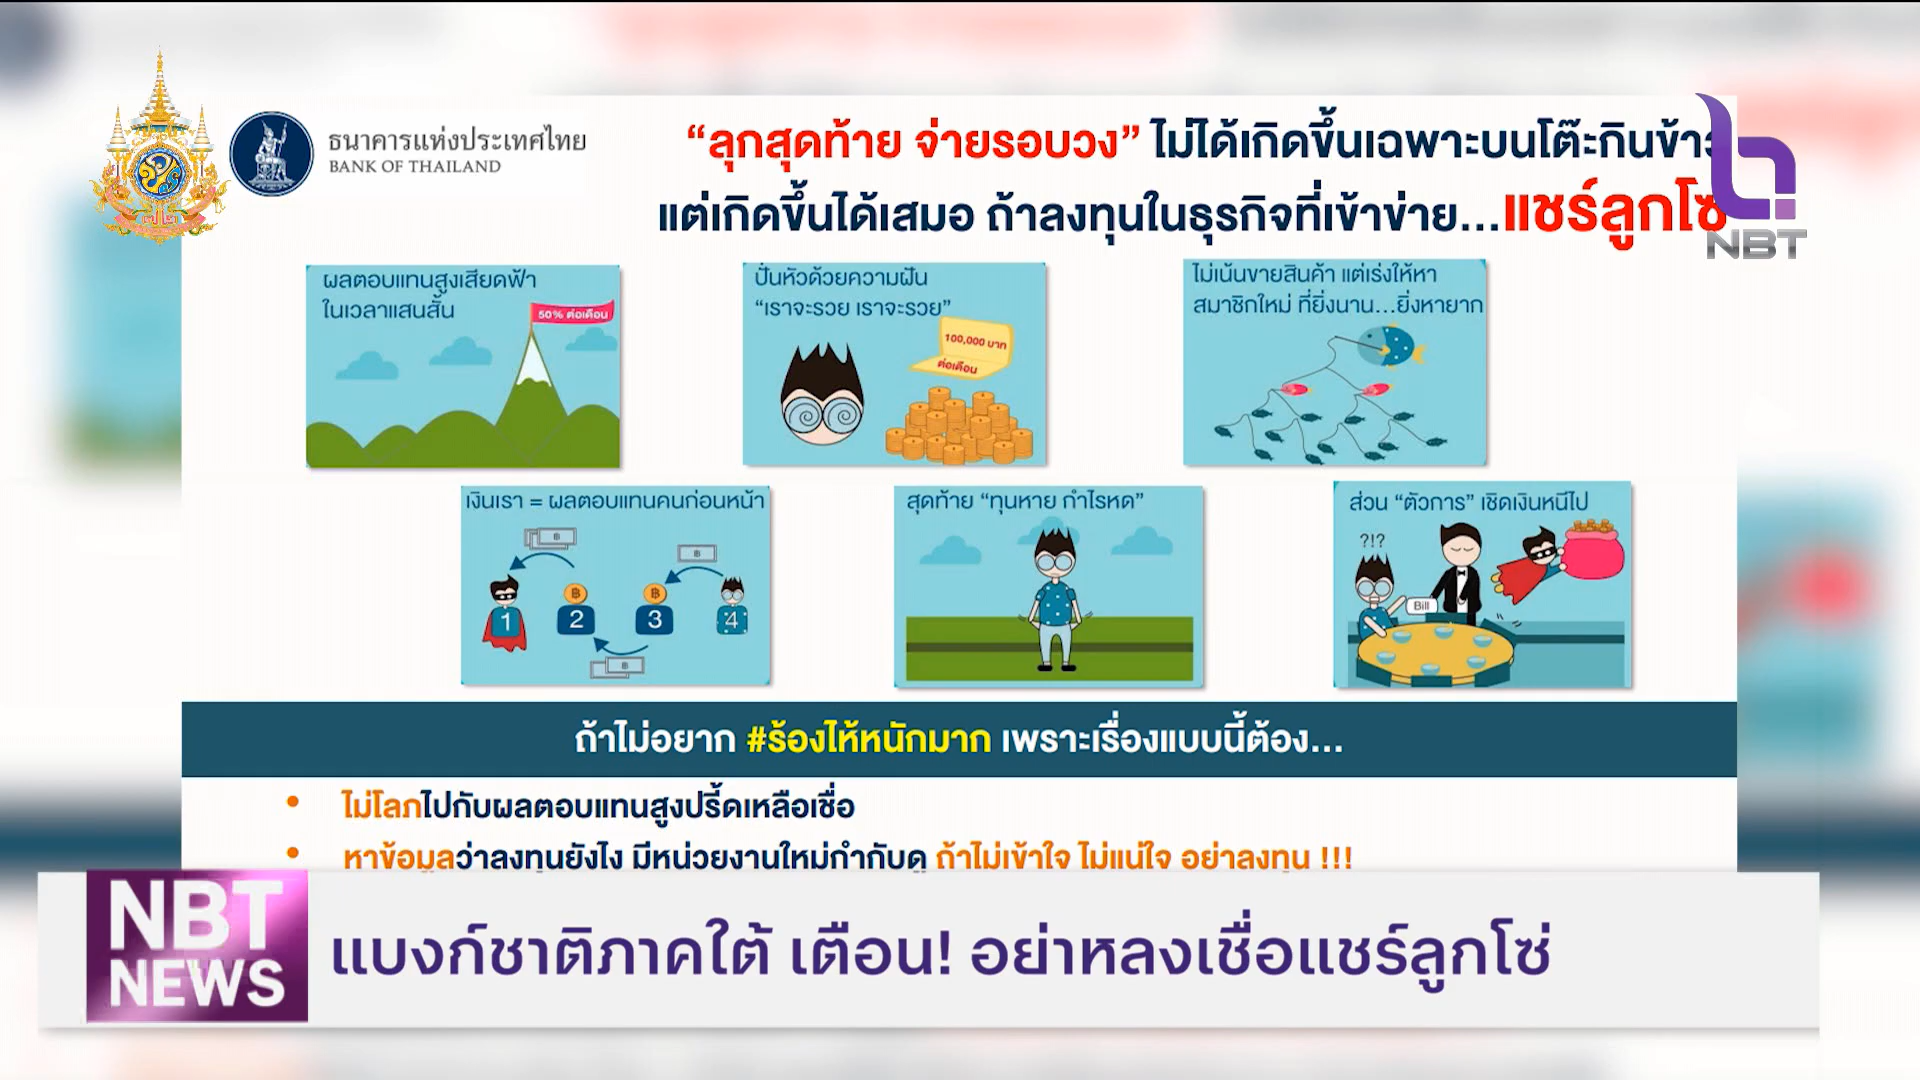 ธนาคารแห่งประเทศไทย
BANK OF THAILAND
“ลุกสุดท้าย จ่ายรอบวง” ไม่ได้เกิดขึ้นเฉพาะบนโต๊ะกินข้าว
แต่เกิดขึ้นได้เสมอ ถ้าลงทุนในธุรกิจที่เข้าข่าย...แชร์ลูกโซ่
NBT
ผลตอบแทนสูงเสียดฟ้า
ในเวลาแสนสั้น
50% ต่อเดือน
ปั่นหัวด้วยความฝัน
“เราจะรวย เราจะรวย”
100,000 บาท
ต่อเดือน
ไม่เน้นขายสินค้า แต่เร่งให้หา
สมาชิกใหม่ ที่ยิ่งนาน...ยิ่งหายาก
เงินเรา = ผลตอบแทนคนก่อนหน้า
฿
฿
฿ ฿
1 2 3 4
฿
สุดท้าย “ทุนหาย กำไรหด”
ส่วน “ตัวการ” เชิดเงินหนีไป
?!?
Bill
ถ้าไม่อยาก #ร้องไห้หนักมาก เพราะเรื่องแบบนี้ต้อง...
• ไม่โลภไปกับผลตอบแทนสูงปรี้ดเหลือเชื่อ
• หาข้อมูลว่าลงทุนยังไง มีหน่วยงานใหม่กำกับดู ถ้าไม่เข้าใจ ไม่แน่ใจ อย่าลงทุน !!!
NBT
NEWS
แบงก์ชาติภาคใต้ เตือน! อย่าหลงเชื่อแชร์ลูกโซ่